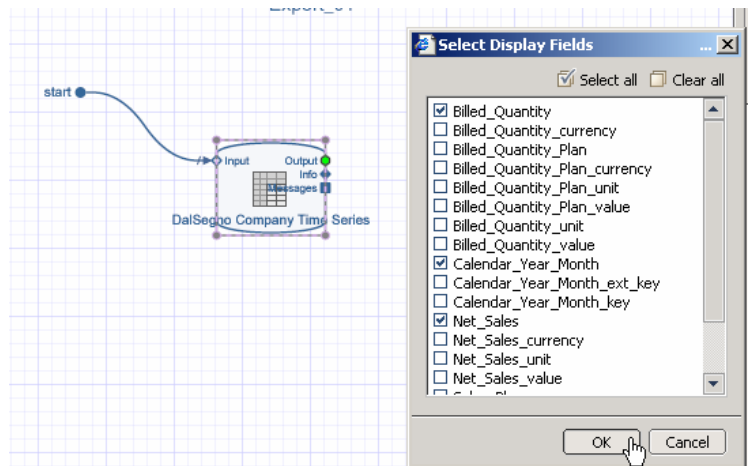 start
Input
Output
Info
Messages
DalSegno Company Time Series
Select Display Fields ...
Select all Clear all
Billed_Quantity
Billed_Quantity_currency
Billed_Quantity_Plan
Billed_Quantity_Plan_currency
Billed_Quantity_Plan_unit
Billed_Quantity_Plan_value
Billed_Quantity_unit
Billed_Quantity_value
Calendar_Year_Month
Calendar_Year_Month_ext_key
Calendar_Year_Month_key
Net_Sales
Net_Sales_currency
Net_Sales_unit
Net_Sales_value
OK Cancel